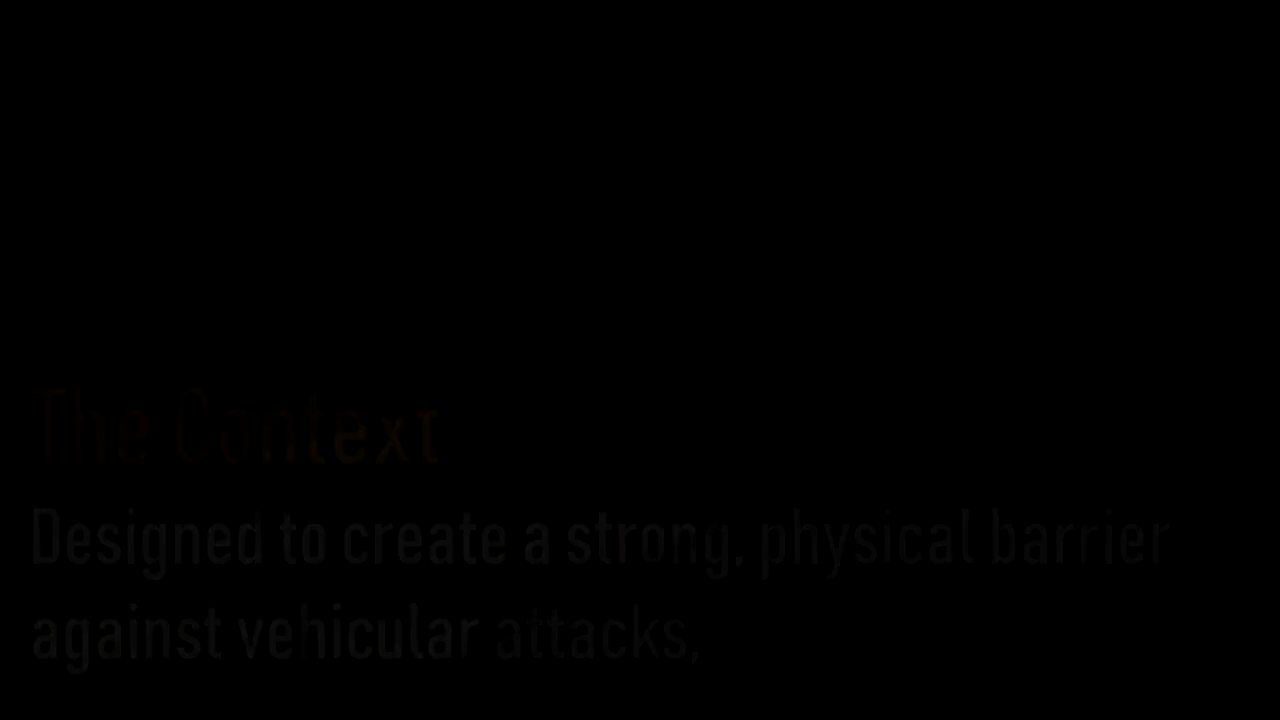 The Context
Designed to create a strong, physical barrier
against vehicular attacks,